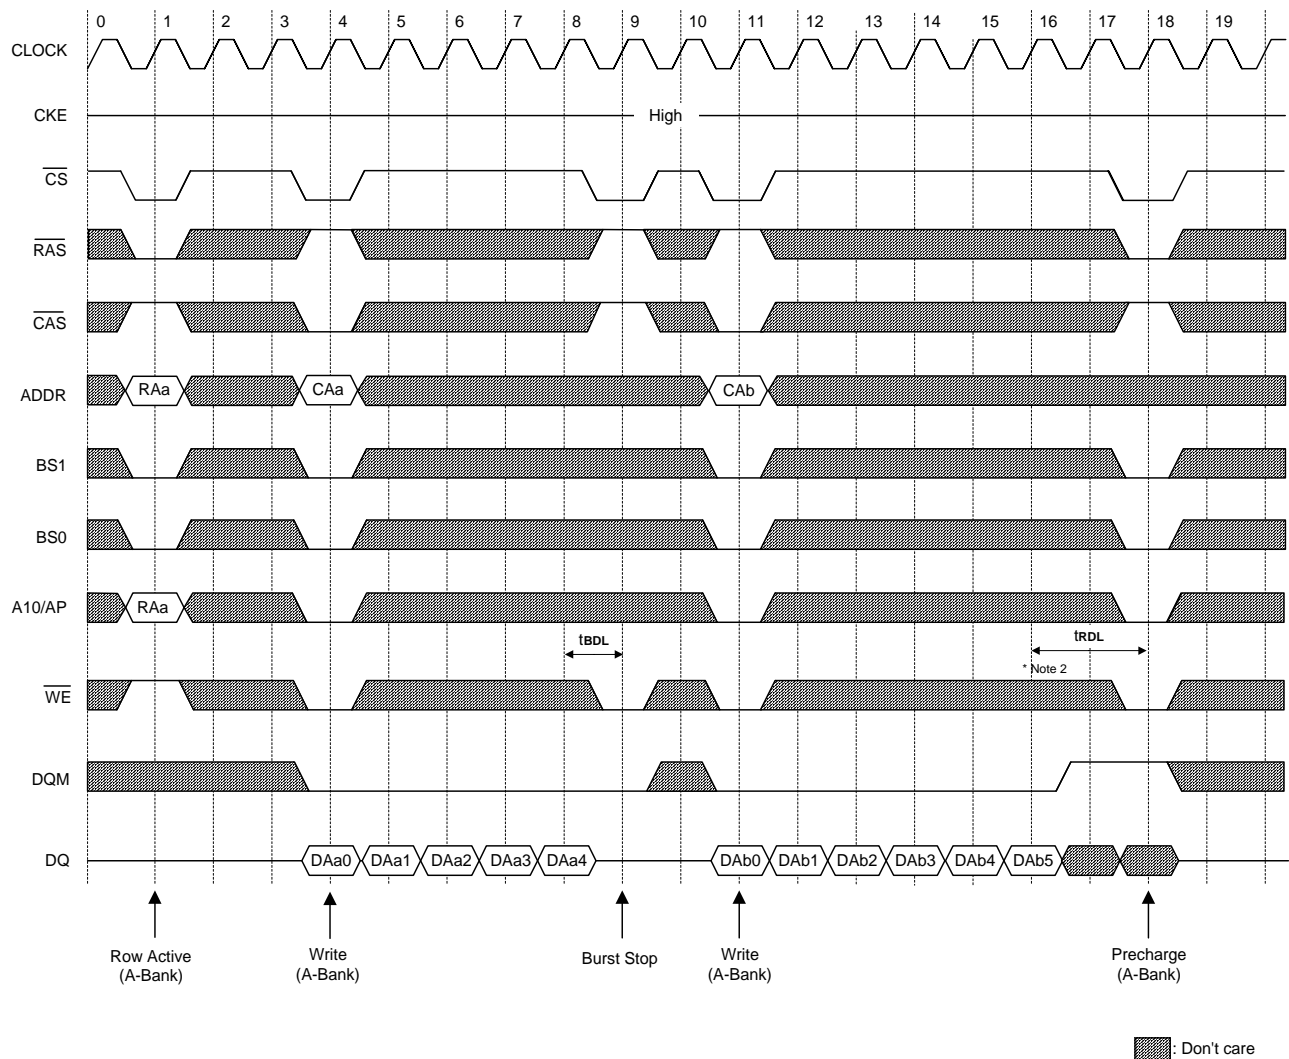 0 1 2 3 4 5 6 7 8 9 10 11 12 13 14 15 16 17 18 19
CLOCK
CKE High
CS
RAS
CAS
ADDR RAa CAa CAb
BS1
BS0
A10/AP RAa
tBDL tRDL
* Note 2
WE
DQM
DQ DAa0 DAa1 DAa2 DAa3 DAa4 DAb0 DAb1 DAb2 DAb3 DAb4 DAb5
Row Active Write Burst Stop Write Precharge
(A-Bank) (A-Bank) (A-Bank) (A-Bank)
: Don't care